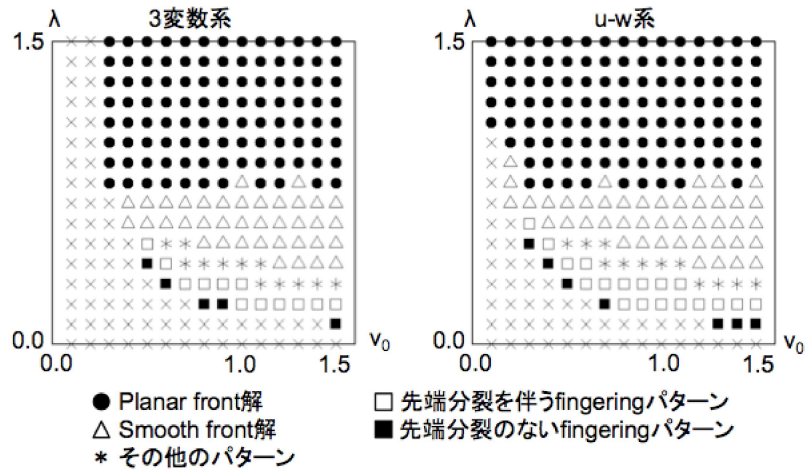 λ 3変数系
1.5
0.0
0.0 1.0 1.5 v0
λ u-w系
1.5
0.0
0.0 1.0 1.5 v0
● Planar front解
△ Smooth front解
* その他のパターン
□ 先端分裂を伴うfingeringパターン
■ 先端分裂のないfingeringパターン